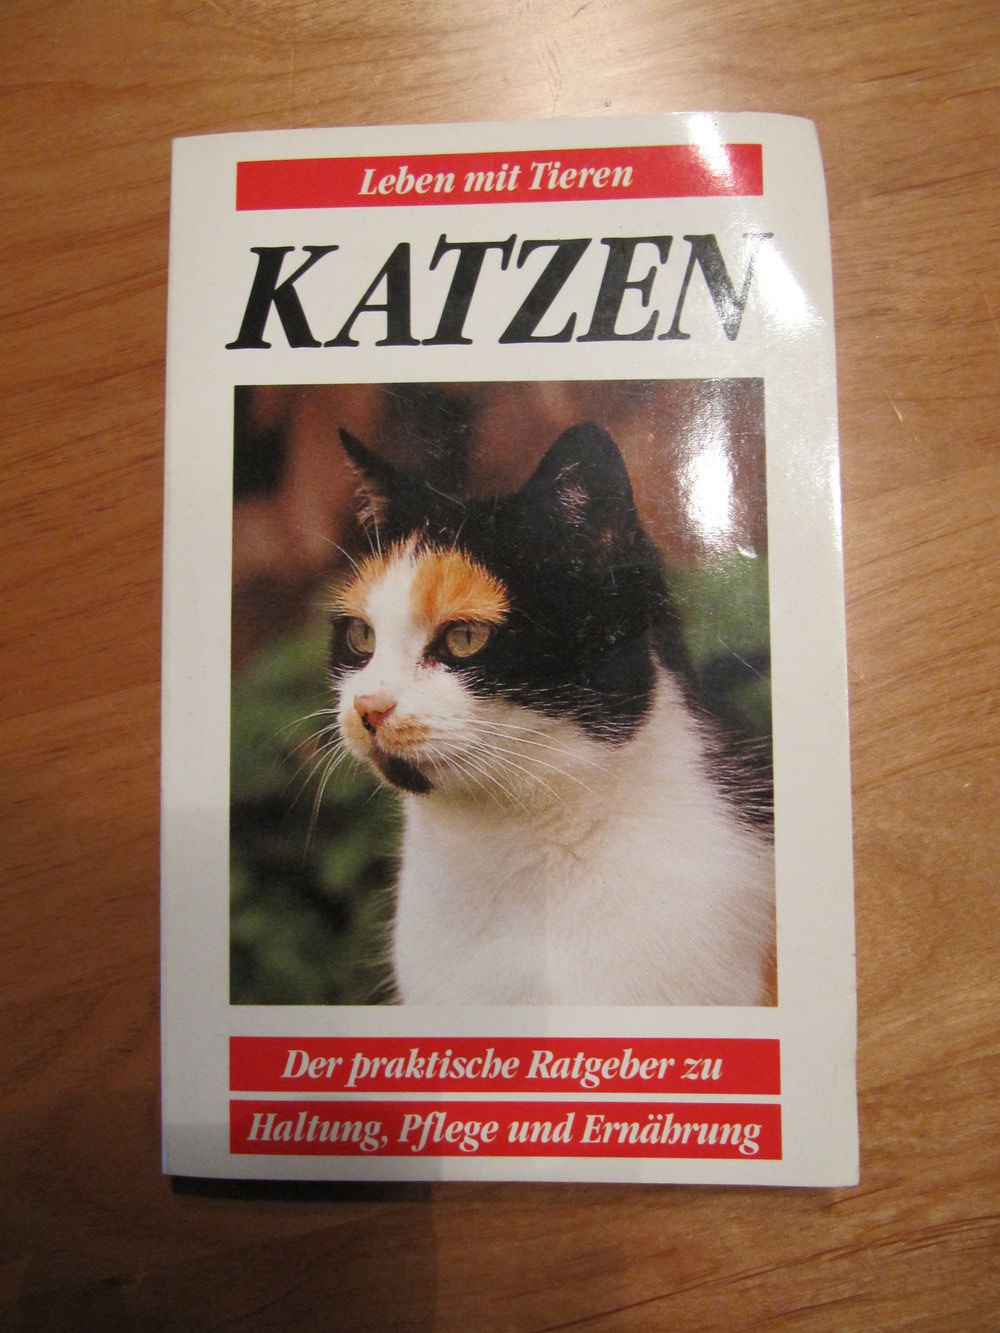 Leben mit Tieren
KATZEN
Der praktische Ratgeber zu
Haltung, Pflege und Ernährung